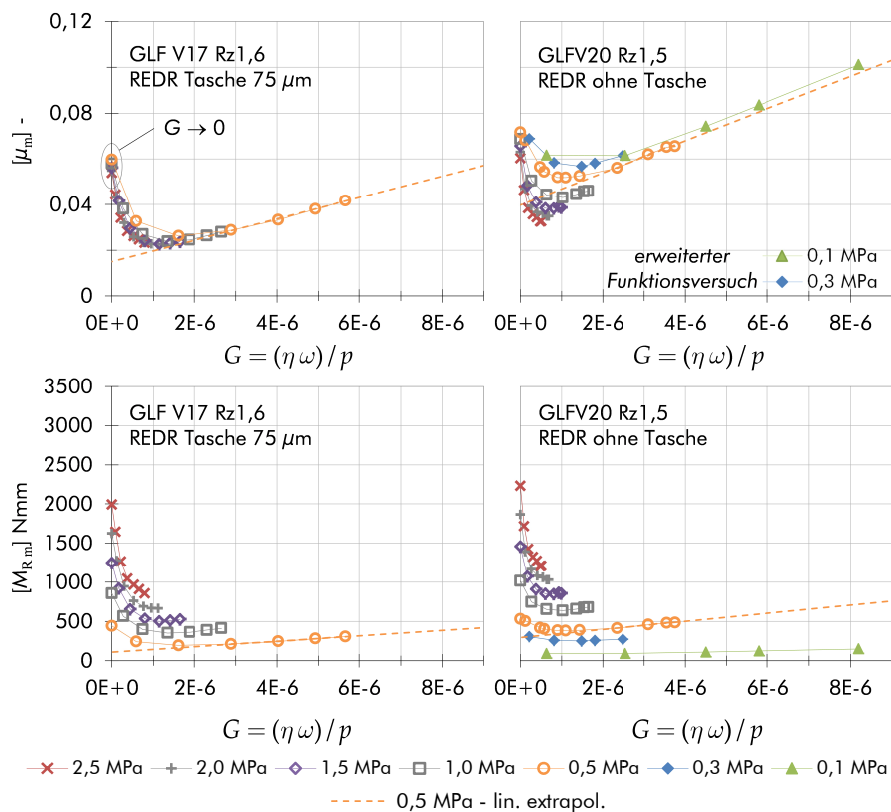 0,12
0,08
0,04
0
[μm] -
GLF V17 Rz1,6
REDR Tasche 75 μm
G → 0
0E+0 2E-6 4E-6 6E-6 8E-6
G = (η ω) / p
GLFV20 Rz1,5
REDR ohne Tasche
erweiterter
Funktionsversuch
0,1 MPa
0,3 MPa
0E+0 2E-6 4E-6 6E-6 8E-6
G = (η ω) / p
3500
3000
2500
2000
1500
1000
500
0
[MR m] Nmm
GLF V17 Rz1,6
REDR Tasche 75 μm
0E+0 2E-6 4E-6 6E-6 8E-6
G = (η ω) / p
GLFV20 Rz1,5
REDR ohne Tasche
0E+0 2E-6 4E-6 6E-6 8E-6
G = (η ω) / p
2,5 MPa 2,0 MPa 1,5 MPa 1,0 MPa 0,5 MPa 0,3 MPa 0,1 MPa
0,5 MPa - lin. extrapol.